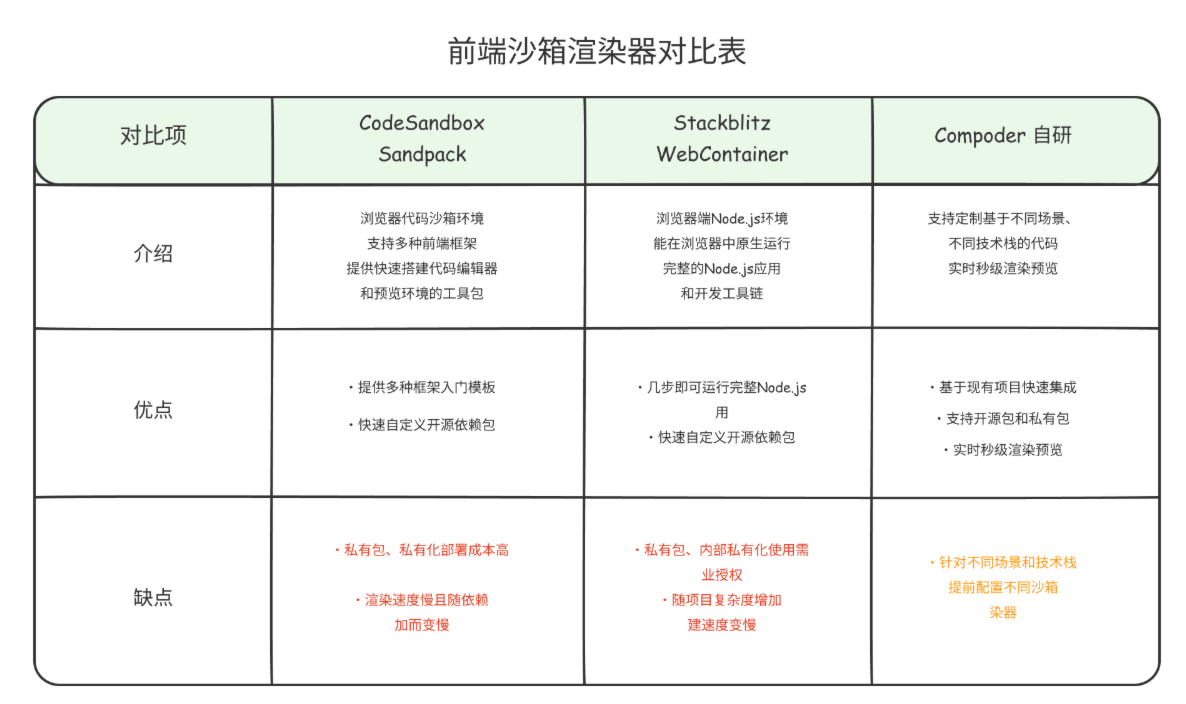 前端沙箱渲染器对比表
对比项
CodeSandbox
Sandpack
Stackblitz
WebContainer
Compoder 自研
介绍
浏览器代码沙箱环境
支持多种前端框架
提供快速搭建代码编辑器
和预览环境的工具包
浏览器端Node.js环境
能在浏览器中原生运行
完整的Node.js应用
和开发工具链
支持定制基于不同场景、
不同技术栈的代码
实时秒级渲染预览
优点
· 提供多种框架入门模板
· 快速自定义开源依赖包
· 几步即可运行完整Node.js
用
· 快速自定义开源依赖包
· 基于现有项目快速集成
· 支持开源包和私有包
· 实时秒级渲染预览
缺点
· 私有包、私有化部署成本高
· 渲染速度慢且随依赖
加而变慢
· 私有包、内部私有化使用需
业授权
· 随项目复杂度增加
建速度变慢
· 针对不同场景和技术栈
提前配置不同沙箱
染器